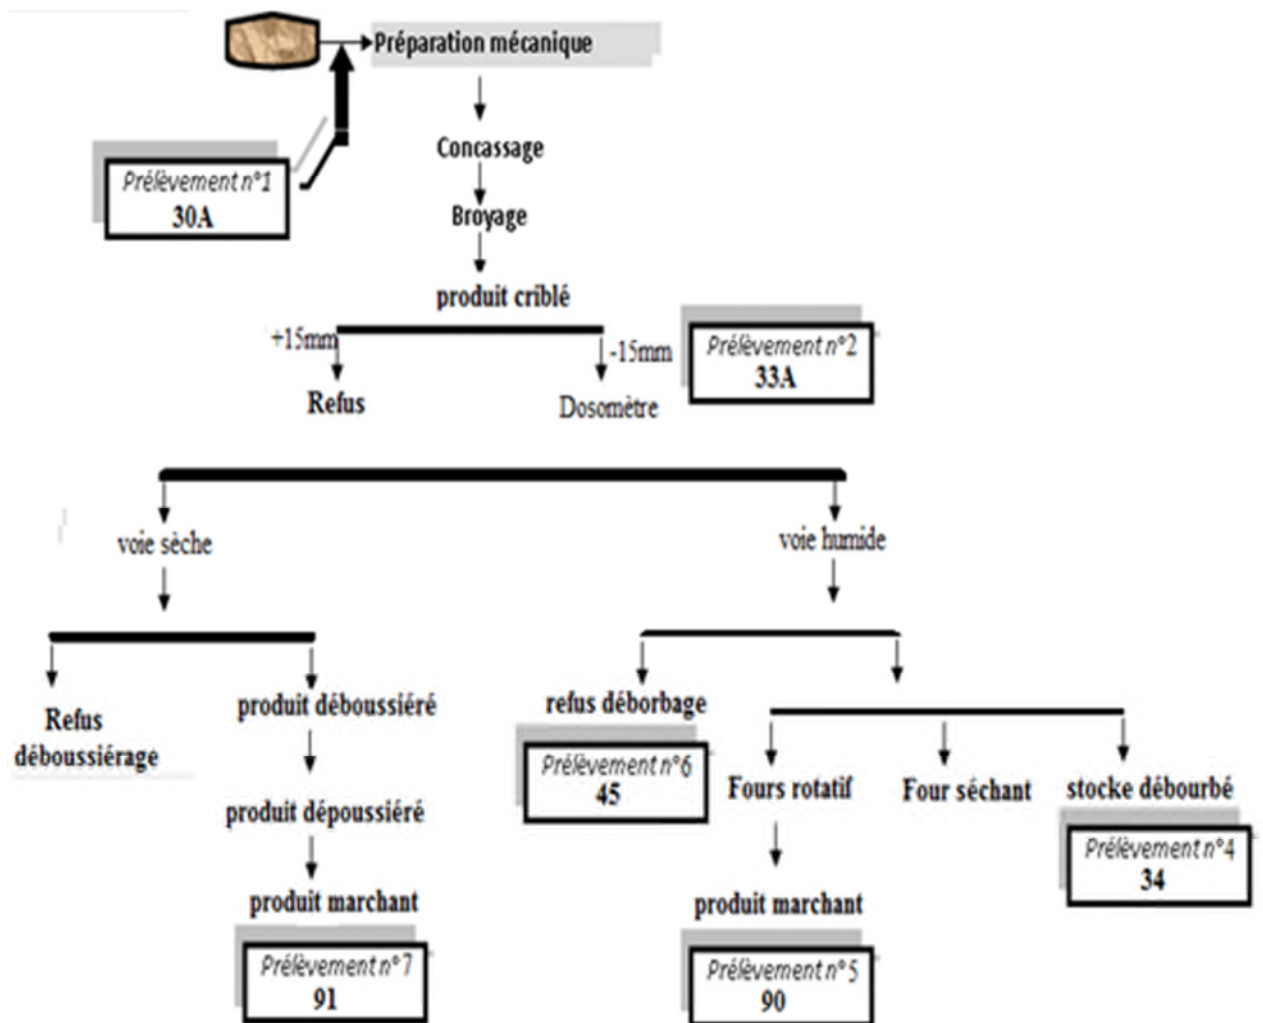 Préparation mécanique
Concassage
Prélèvement n°1
30A
Broyage
produit criblé
+15mm
-15mm
Prélèvement n°2
33A
Refus
Dosomètre
voie sèche
voie humide
Refus
déboussiérage
produit déboussiéré
refus déborbage
Prélèvement n°6
45
Fours rotatif
Four séchant
stocke débourbé
Prélèvement n°4
34
produit dépoussiéré
produit marchant
Prélèvement n°7
91
produit marchant
Prélèvement n°5
90